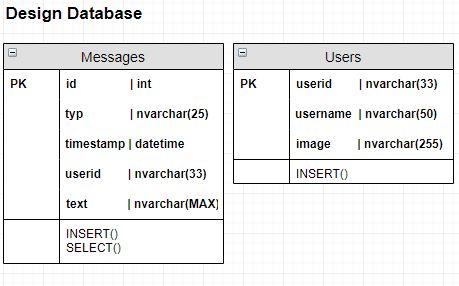 Design Database
Messages
PK id | int
typ | nvarchar(25)
timestamp | datetime
userid | nvarchar(33)
text | nvarchar(MAX)
INSERT()
SELECT()
Users
PK userid | nvarchar(33)
username | nvarchar(50)
image | nvarchar(255)
INSERT()